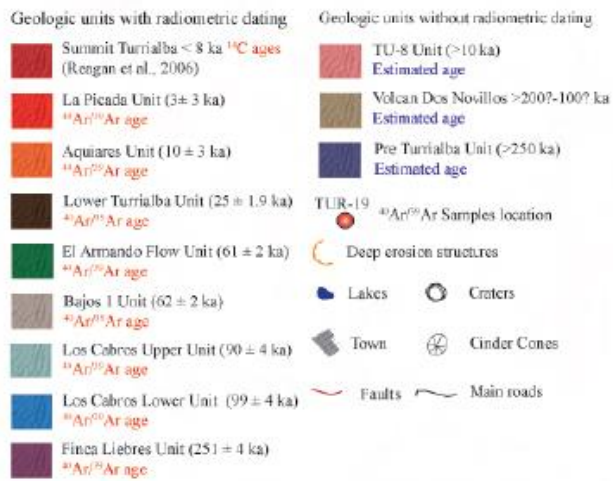 Geologic units with radiometric dating
Summit Turrialba < 8 ka ¹⁴C ages
(Reagan et al., 2006)
La Picada Unit (3± 3 ka)
⁴⁰Ar/³⁹Ar age
Aquiares Unit (10 ± 3 ka)
⁴⁰Ar/³⁹Ar age
Lower Turrialba Unit (25 ± 1.9 ka)
⁴⁰Ar/³⁹Ar age
El Armando Flow Unit (61 ± 2 ka)
⁴⁰Ar/³⁹Ar age
Bajos 1 Unit (62 ± 2 ka)
⁴⁰Ar/³⁹Ar age
Los Cabros Upper Unit (90 ± 4 ka)
⁴⁰Ar/³⁹Ar age
Los Cabros Lower Unit (99 ± 4 ka)
⁴⁰Ar/³⁹Ar age
Finca Liebres Unit (251 ± 4 ka)
⁴⁰Ar/³⁹Ar age
Geologic units without radiometric dating
TU-8 Unit (>10 ka)
Estimated age
Volcan Dos Novillos >200?-100? ka
Estimated age
Pre Turrialba Unit (>250 ka)
Estimated age
TUR-19
⁴⁰Ar/³⁹Ar Samples location
Deep erosion structures
Lakes
Craters
Town
Cinder Cones
Faults
Main roads